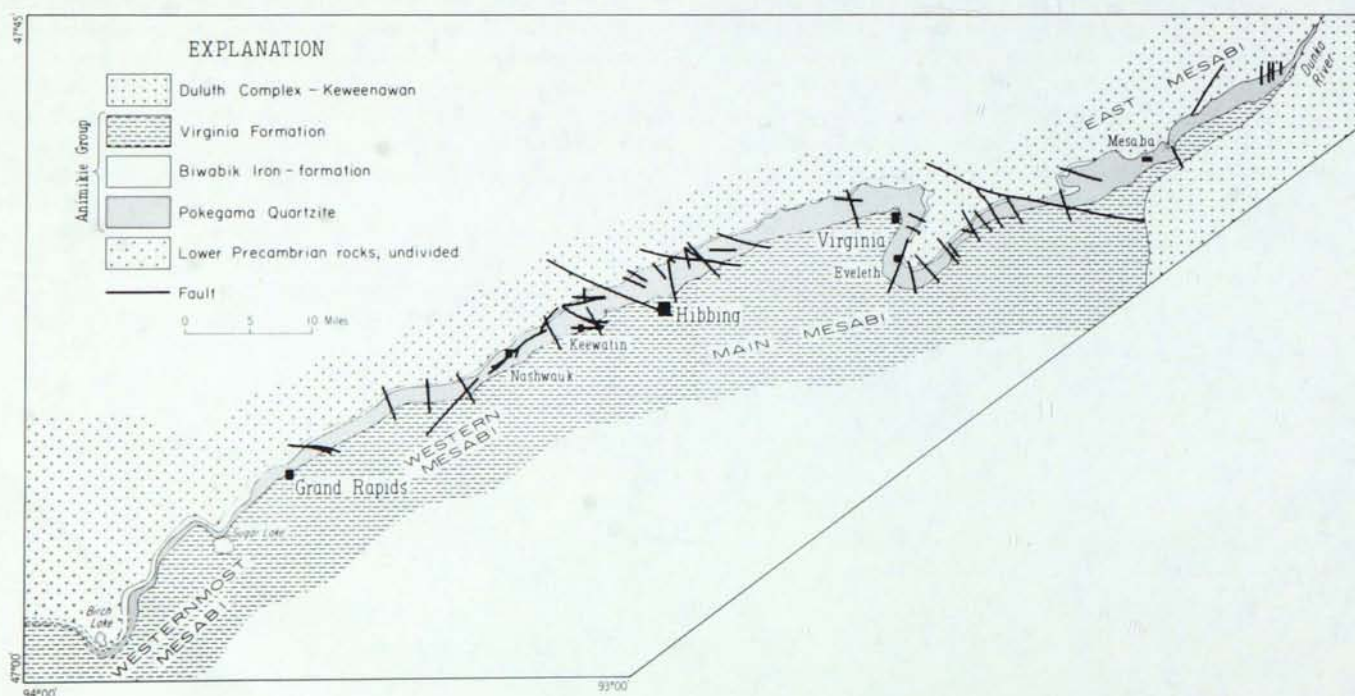 47°45'
EXPLANATION
Duluth Complex – Keweenawan
Virginia Formation
Biwabik Iron – formation
Pokegama Quartzite
Animikie Group
Lower Precambrian rocks, undivided
Fault
0 5 10 Miles
EAST MESABI
Dunka
River
Mesaba
Virginia
Eveleth
Hibbing
MAIN MESABI
Keewatin
Nashwauk
WESTERN
MESABI
Grand Rapids
Sugar Lake
Birch
Lake
WESTERNMOST
MESABI
47°00'
94°00'
93°00'